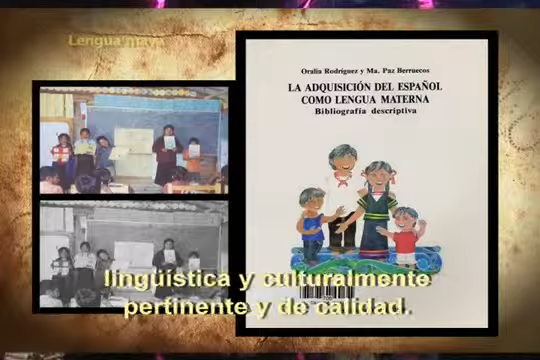 Lengua maya
Oralia Rodríguez y Ma. Paz Berruecos
LA ADQUISICIÓN DEL ESPAÑOL
COMO LENGUA MATERNA
Bibliografía descriptiva
lingüística y culturalmente
pertinente y de calidad.